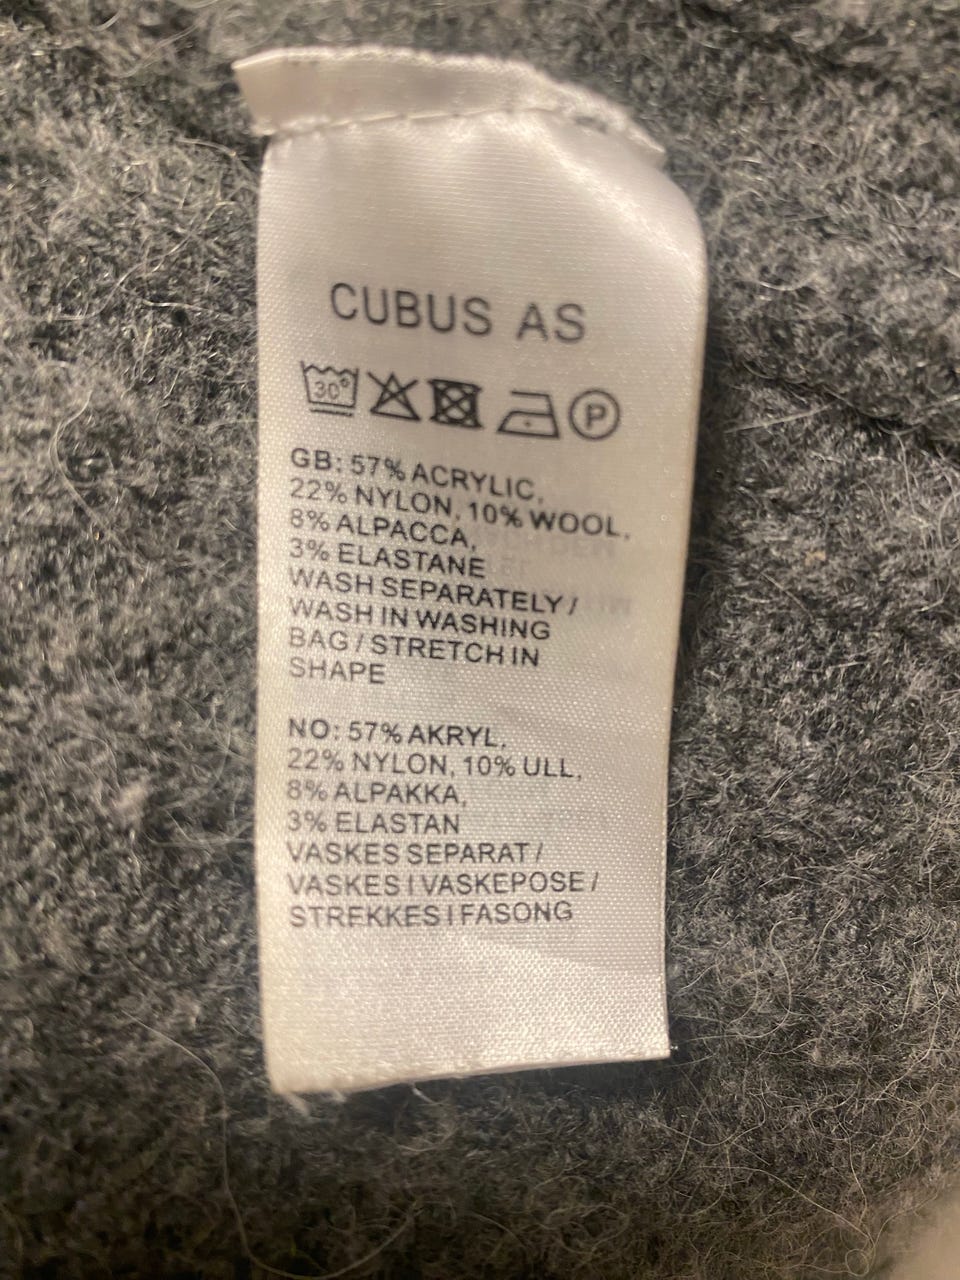 CUBUS AS
30°
P
GB: 57% ACRYLIC,
22% NYLON, 10% WOOL,
8% ALPACCA,
3% ELASTANE
WASH SEPARATELY /
WASH IN WASHING
BAG / STRETCH IN
SHAPE
NO: 57% AKRYL,
22% NYLON, 10% ULL,
8% ALPAKKA,
3% ELASTAN
VASKES SEPARAT /
VASKES I VASKEPOSE /
STREKKES I FASONG